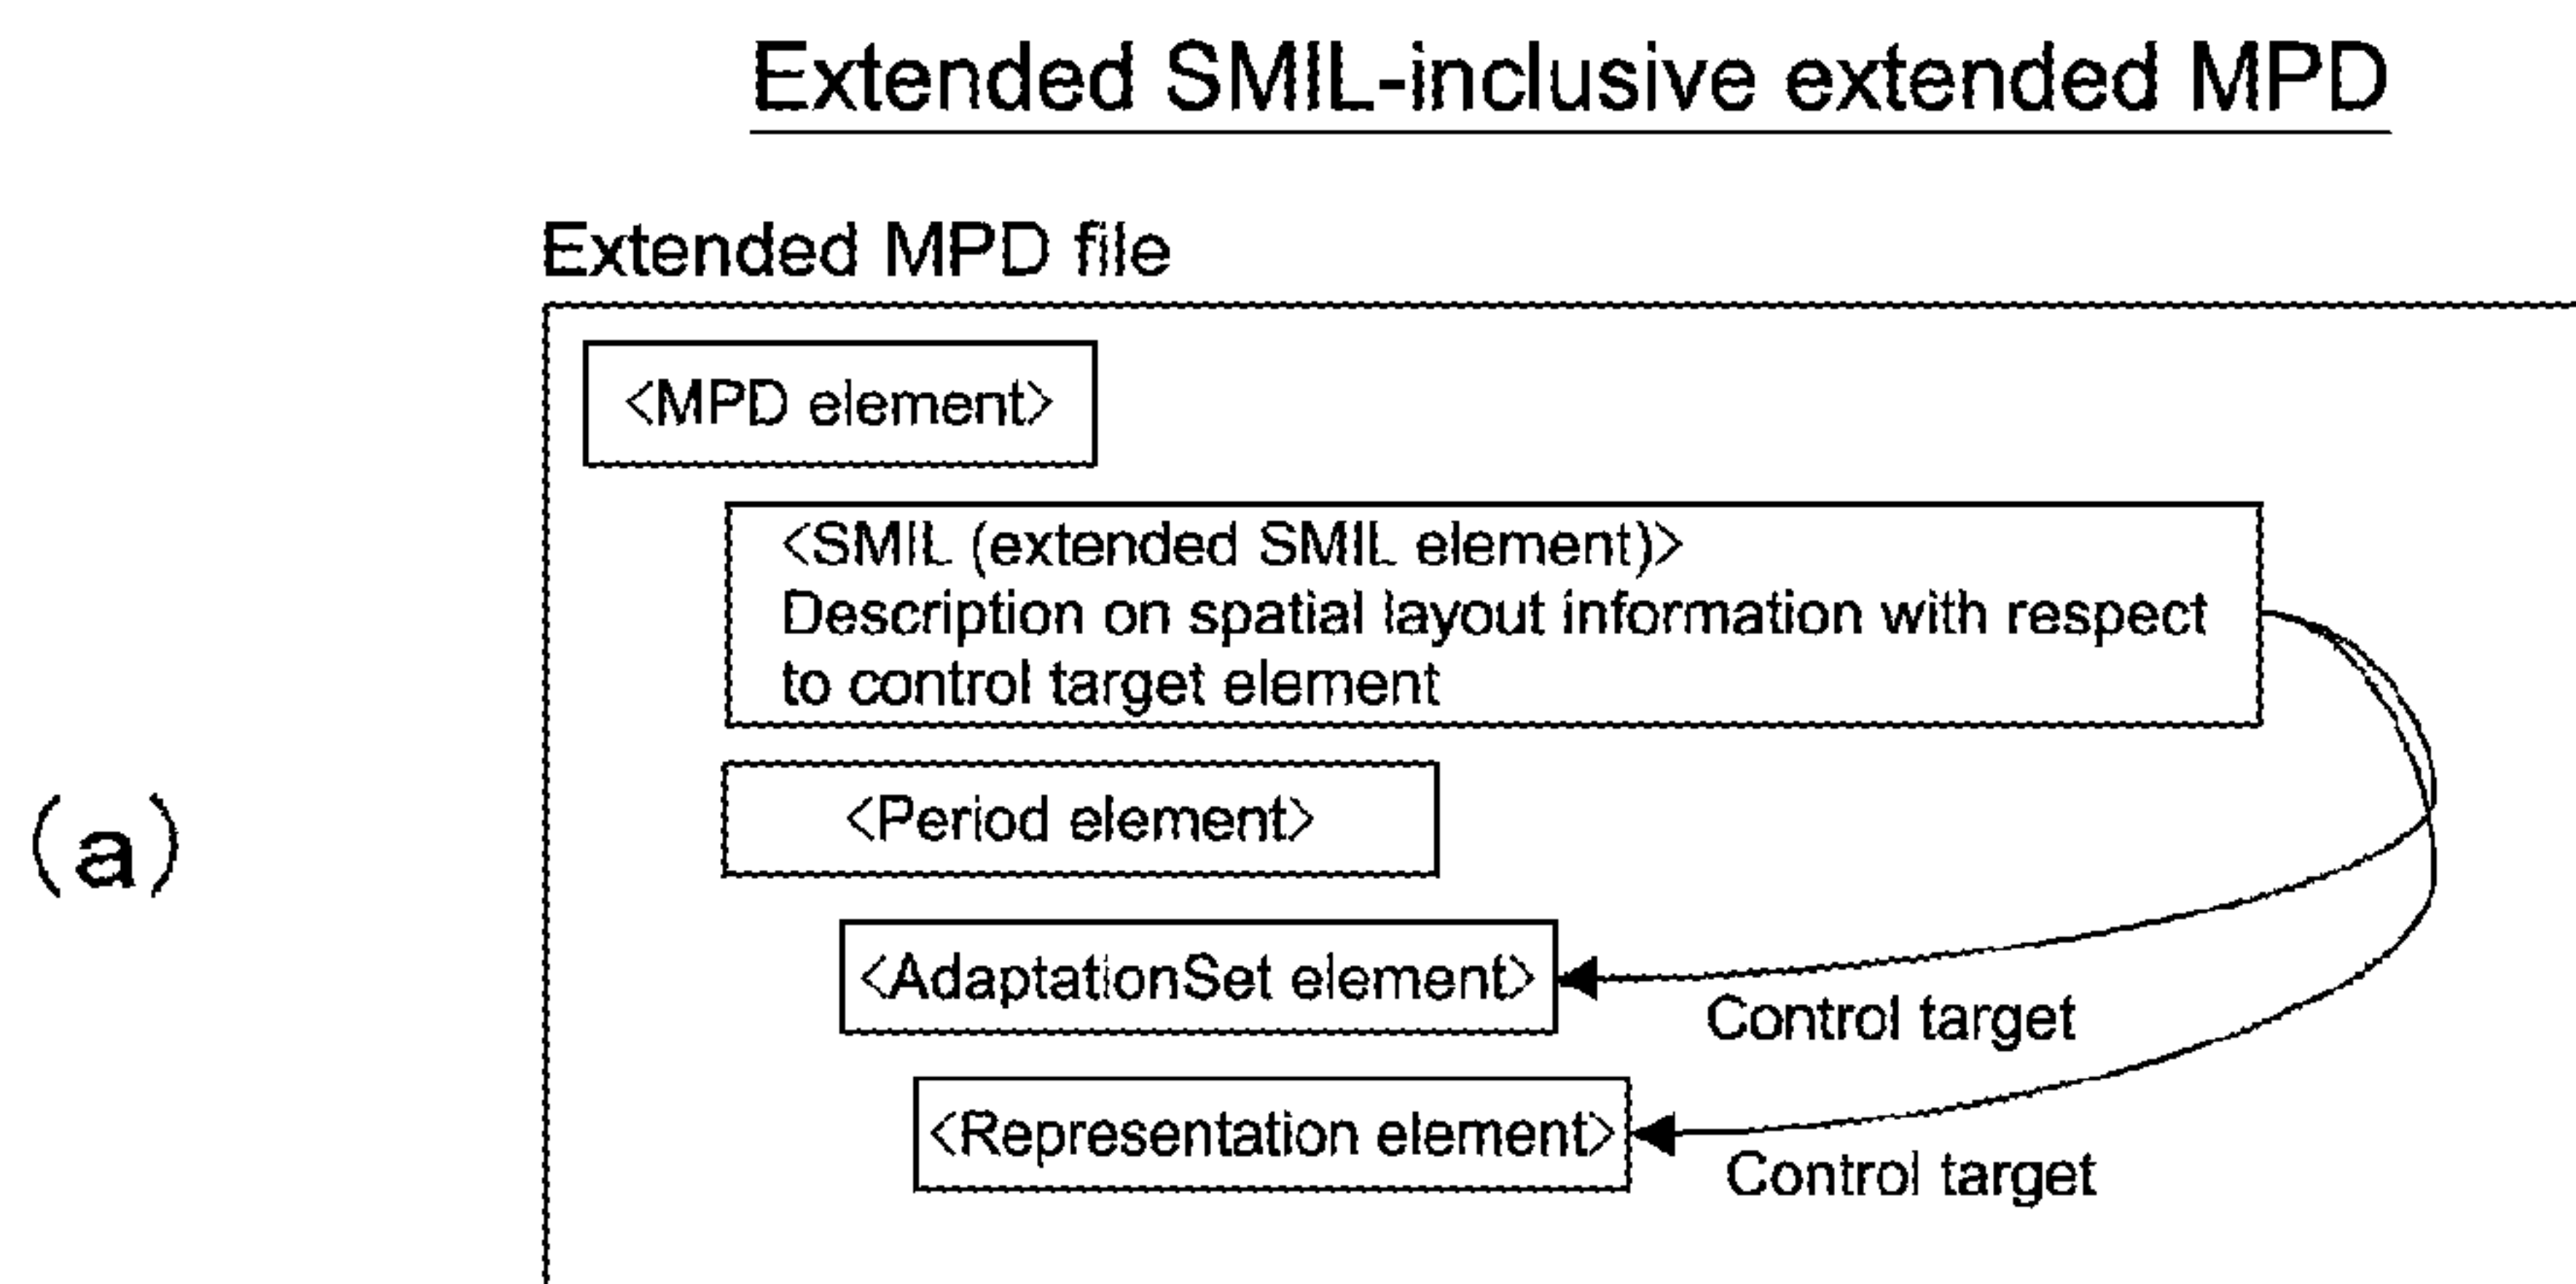 Extended SMIL-inclusive extended MPD
Extended MPD file
<MPD element>
<SMIL (extended SMIL element)>
Description on spatial layout information with respect
to control target element
<Period element>
(a)
<AdaptationSet element>
Control target
<Representation element>
Control target